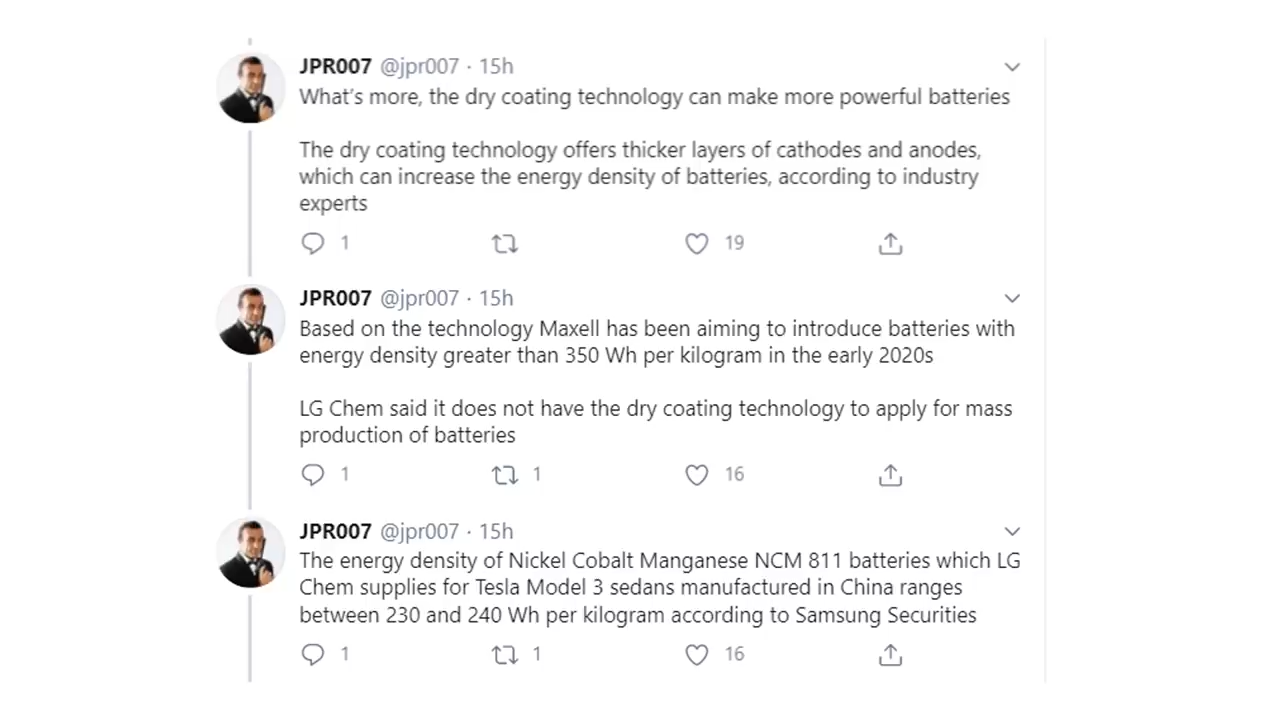 JPR007 @jpr007 · 15h
What's more, the dry coating technology can make more powerful batteries
The dry coating technology offers thicker layers of cathodes and anodes,
which can increase the energy density of batteries, according to industry
experts
1 19
JPR007 @jpr007 · 15h
Based on the technology Maxell has been aiming to introduce batteries with
energy density greater than 350 Wh per kilogram in the early 2020s
LG Chem said it does not have the dry coating technology to apply for mass
production of batteries
1 1 16
JPR007 @jpr007 · 15h
The energy density of Nickel Cobalt Manganese NCM 811 batteries which LG
Chem supplies for Tesla Model 3 sedans manufactured in China ranges
between 230 and 240 Wh per kilogram according to Samsung Securities
1 1 16